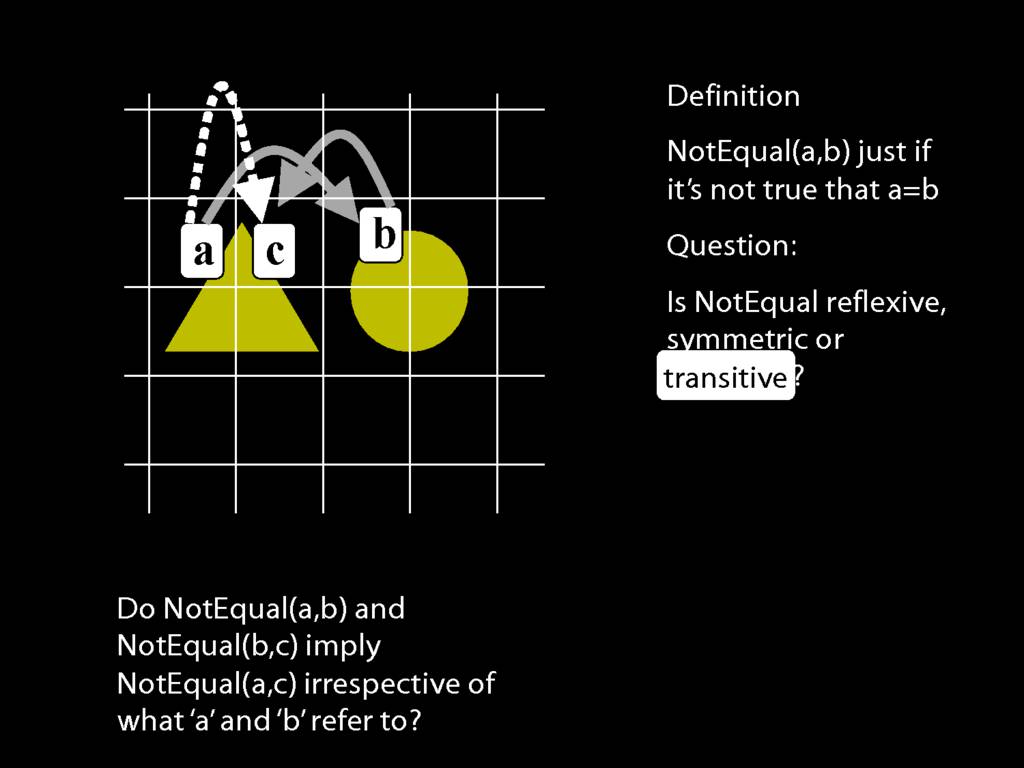 Definition
NotEqual(a,b) just if
it’s not true that a=b
Question:
Is NotEqual reflexive,
symmetric or
transitive?
a c b
Do NotEqual(a,b) and
NotEqual(b,c) imply
NotEqual(a,c) irrespective of
what ‘a’ and ‘b’ refer to?